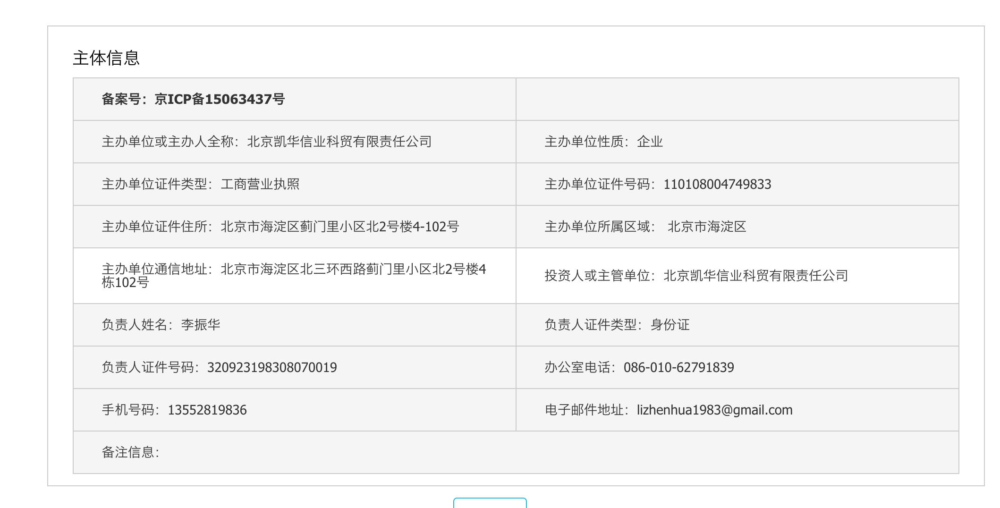 主体信息
备案号：京ICP备15063437号
主办单位或主办人全称：北京凯华信业科贸有限责任公司
主办单位性质：企业
主办单位证件类型：工商营业执照
主办单位证件号码：110108004749833
主办单位证件住所：北京市海淀区蓟门里小区北2号楼4-102号
主办单位所属区域： 北京市海淀区
主办单位通信地址：北京市海淀区北三环西路蓟门里小区北2号楼4
栋102号
投资人或主管单位：北京凯华信业科贸有限责任公司
负责人姓名：李振华
负责人证件类型：身份证
负责人证件号码：320923198308070019
办公室电话：086-010-62791839
手机号码：13552819836
电子邮件地址：lizhenhua1983@gmail.com
备注信息：